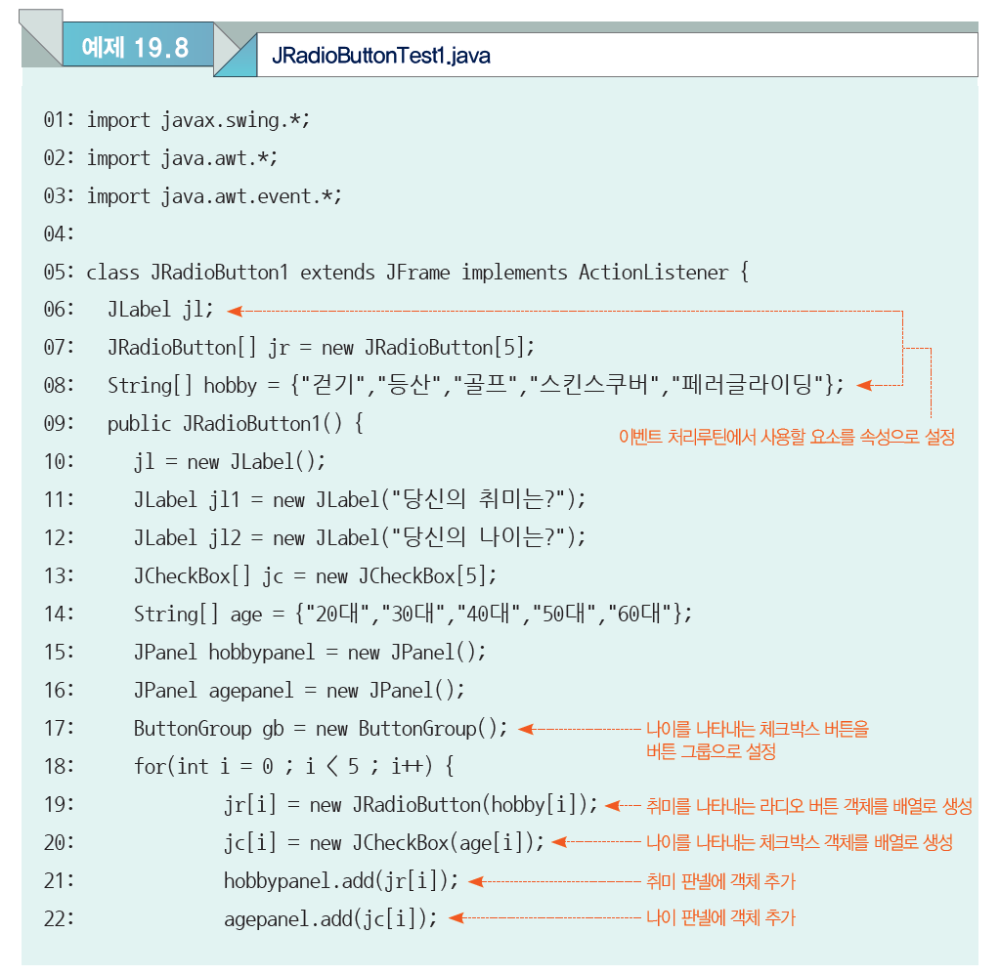 예제 19.8
JRadioButtonTest1.java
01: import javax.swing.*;
02: import java.awt.*;
03: import java.awt.event.*;
04:
05: class JRadioButton1 extends JFrame implements ActionListener {
06: JLabel jl;
07: JRadioButton[] jr = new JRadioButton[5];
08: String[] hobby = {"걷기","등산","골프","스킨스쿠버","페러글라이딩"};
09: public JRadioButton1() {
이벤트 처리루틴에서 사용할 요소를 속성으로 설정
10: jl = new JLabel();
11: JLabel jl1 = new JLabel("당신의 취미는?");
12: JLabel jl2 = new JLabel("당신의 나이는?");
13: JCheckBox[] jc = new JCheckBox[5];
14: String[] age = {"20대","30대","40대","50대","60대"};
15: JPanel hobbypanel = new JPanel();
16: JPanel agepanel = new JPanel();
17: ButtonGroup gb = new ButtonGroup(); 나이를 나타내는 체크박스 버튼을
버튼 그룹으로 설정
18: for(int i = 0 ; i < 5 ; i++) {
19: jr[i] = new JRadioButton(hobby[i]); 취미를 나타내는 라디오 버튼 객체를 배열로 생성
20: jc[i] = new JCheckBox(age[i]); 나이를 나타내는 체크박스 객체를 배열로 생성
21: hobbypanel.add(jr[i]); 취미 판넬에 객체 추가
22: agepanel.add(jc[i]); 나이 판넬에 객체 추가